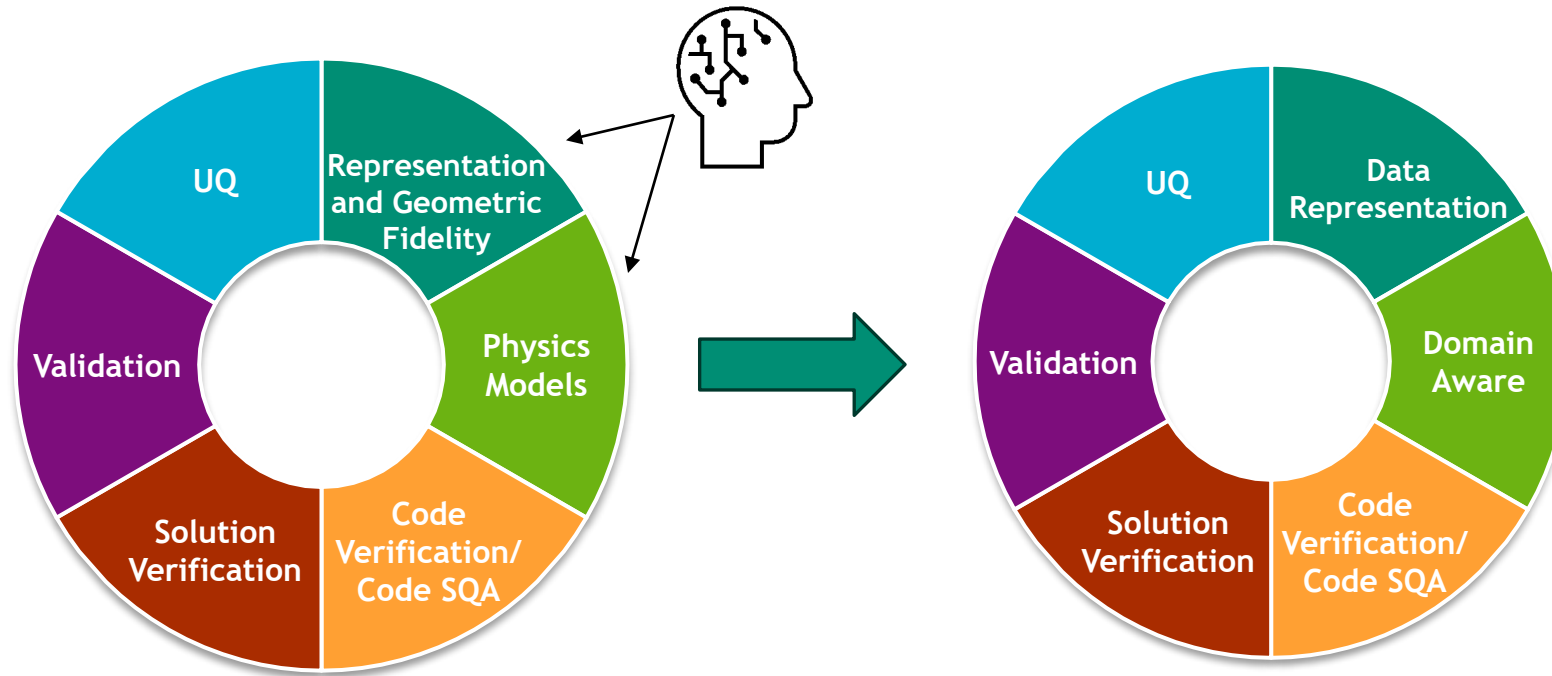 UQ
Representation
and Geometric
Fidelity
Physics
Models
Code
Verification/
Code SQA
Solution
Verification
Validation
UQ
Data
Representation
Domain
Aware
Code
Verification/
Code SQA
Solution
Verification
Validation